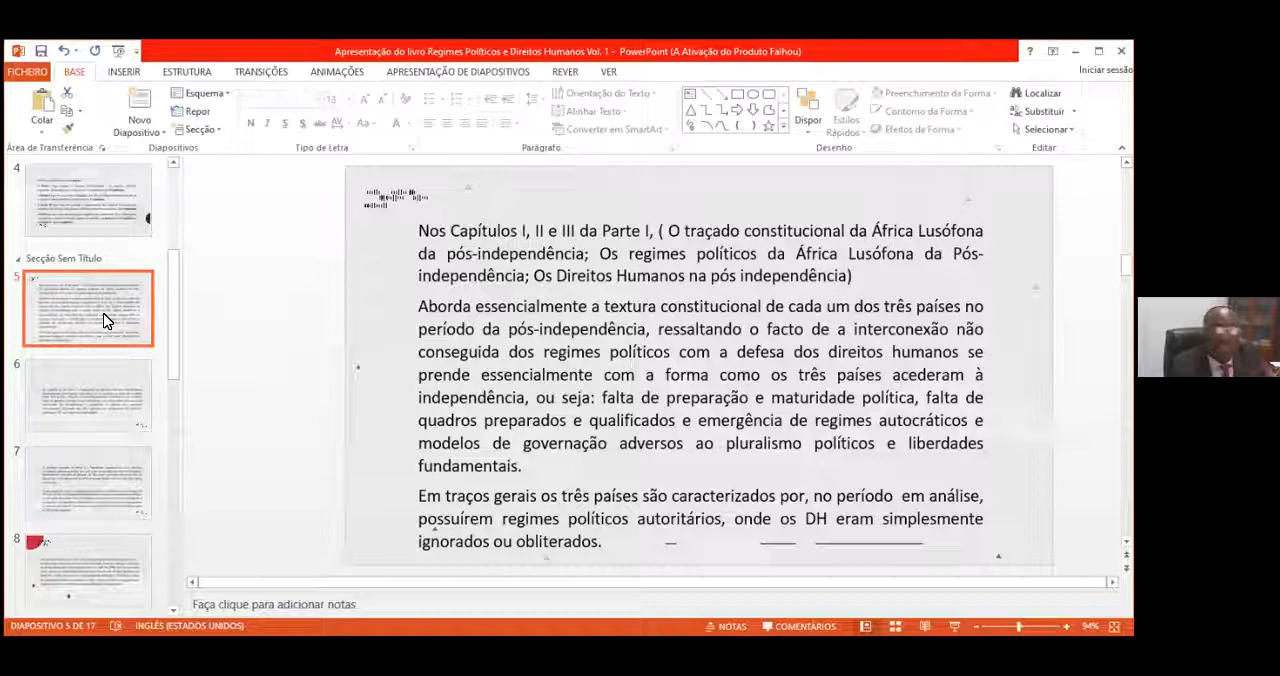 Apresentação do livro Regimes Políticos e Direitos Humanos Vol. 1 - PowerPoint (A Ativação do Produto Falhou)
FICHEIRO BASE INSERIR ESTRUTURA TRANSIÇÕES ANIMAÇÕES APRESENTAÇÃO DE DIAPOSITIVOS REVER VER Iniciar sessão
Colar
Novo
Diapositivo
Esquema
Repor
Secção
13
Orientação do Texto
Alinhar Texto
Converter em SmartArt
Dispor
Estilos
Rápidos
Preenchimento da Forma
Contorno da Forma
Efeitos de Forma
Localizar
Substituir
Selecionar
Área de Transferência Diapositivos Tipo de Letra Parágrafo Desenho Editar
4
Secção Sem Título
5
6
7
8
Nos Capítulos I, II e III da Parte I, ( O traçado constitucional da África Lusófona
da pós-independência; Os regimes políticos da África Lusófona da Pós-
independência; Os Direitos Humanos na pós independência)
Aborda essencialmente a textura constitucional de cada um dos três países no
período da pós-independência, ressaltando o facto de a interconexão não
conseguida dos regimes políticos com a defesa dos direitos humanos se
prende essencialmente com a forma como os três países acederam à
independência, ou seja: falta de preparação e maturidade política, falta de
quadros preparados e qualificados e emergência de regimes autocráticos e
modelos de governação adversos ao pluralismo políticos e liberdades
fundamentais.
Em traços gerais os três países são caracterizados por, no período em análise,
possuírem regimes políticos autoritários, onde os DH eram simplesmente
ignorados ou obliterados.
Faça clique para adicionar notas
DIAPOSITIVO 5 DE 17 INGLÊS (ESTADOS UNIDOS) NOTAS COMENTÁRIOS 94%